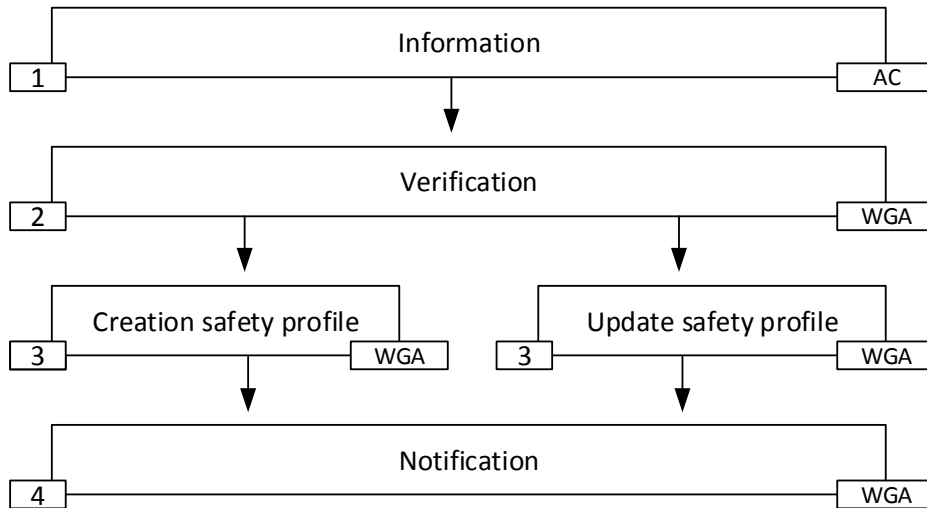 Information
1
AC
Verification
2
WGA
Creation safety profile
3
WGA
Update safety profile
3
WGA
Notification
4
WGA